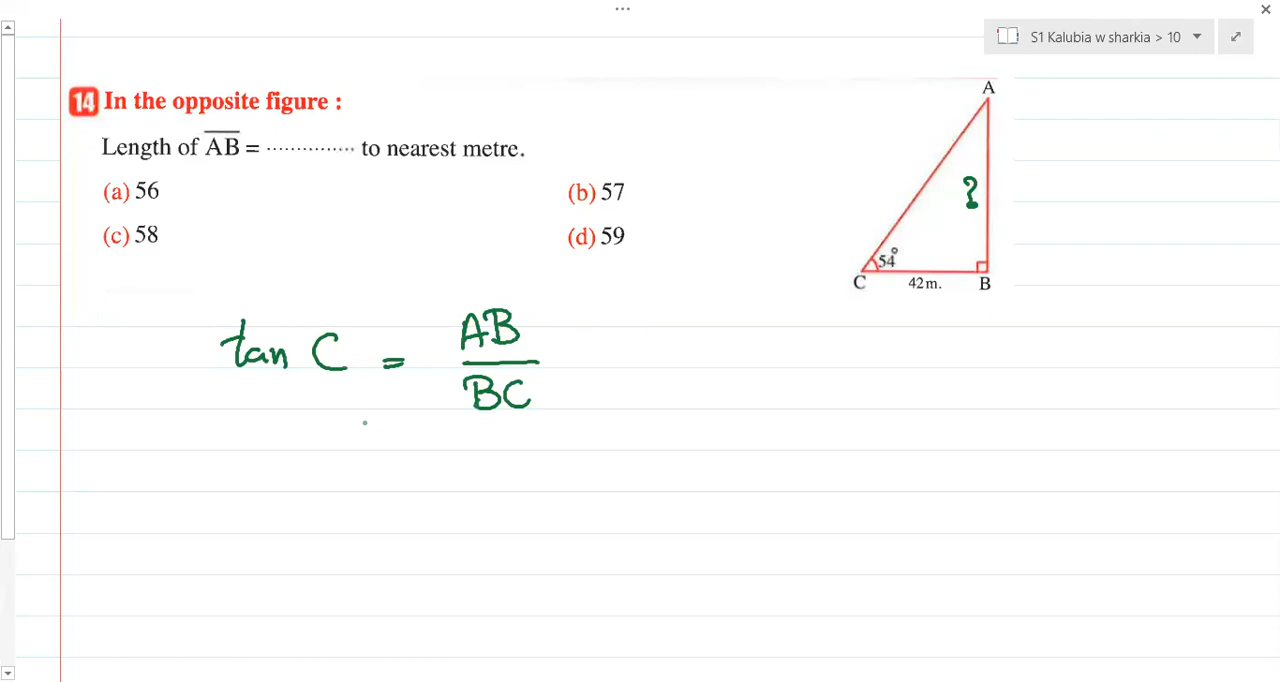 S1 Kalubia w sharkia > 10
14 In the opposite figure :
Length of AB = ............... to nearest metre.
(a) 56
(b) 57
(c) 58
(d) 59
A
?
54°
C
42 m.
B
tan C = AB / BC